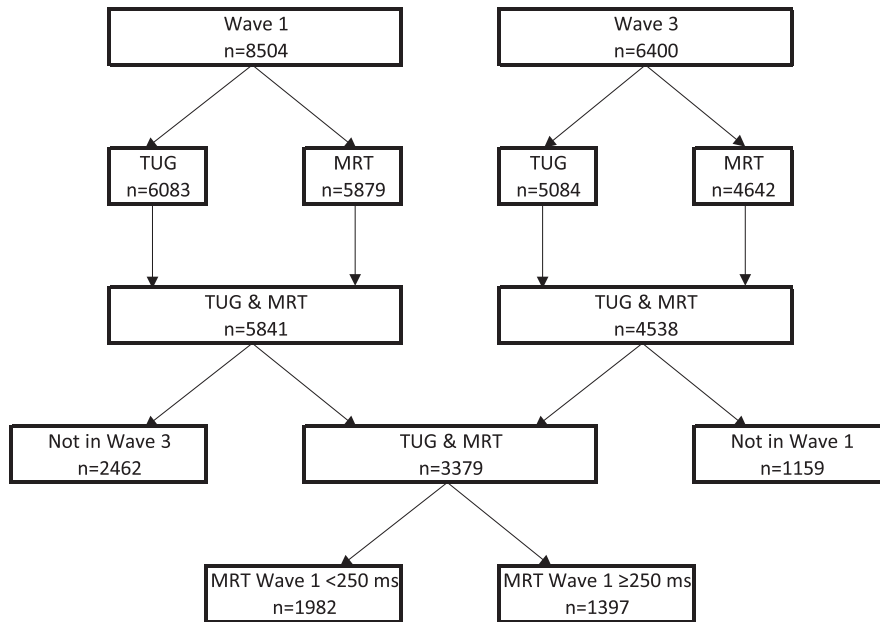 Wave 1
n=8504
Wave 3
n=6400
TUG
n=6083
MRT
n=5879
TUG
n=5084
MRT
n=4642
TUG & MRT
n=5841
TUG & MRT
n=4538
Not in Wave 3
n=2462
TUG & MRT
n=3379
Not in Wave 1
n=1159
MRT Wave 1 <250 ms
n=1982
MRT Wave 1 ≥250 ms
n=1397